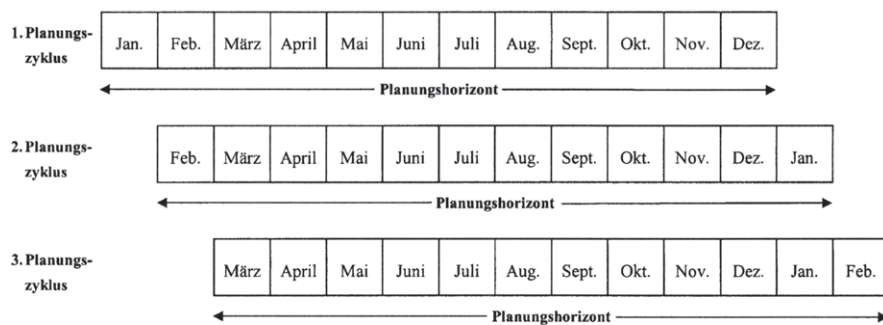 1. Planungs-
zyklus
Jan. Feb. März April Mai Juni Juli Aug. Sept. Okt. Nov. Dez.
Planungshorizont
2. Planungs-
zyklus
Feb. März April Mai Juni Juli Aug. Sept. Okt. Nov. Dez. Jan.
Planungshorizont
3. Planungs-
zyklus
März April Mai Juni Juli Aug. Sept. Okt. Nov. Dez. Jan. Feb.
Planungshorizont